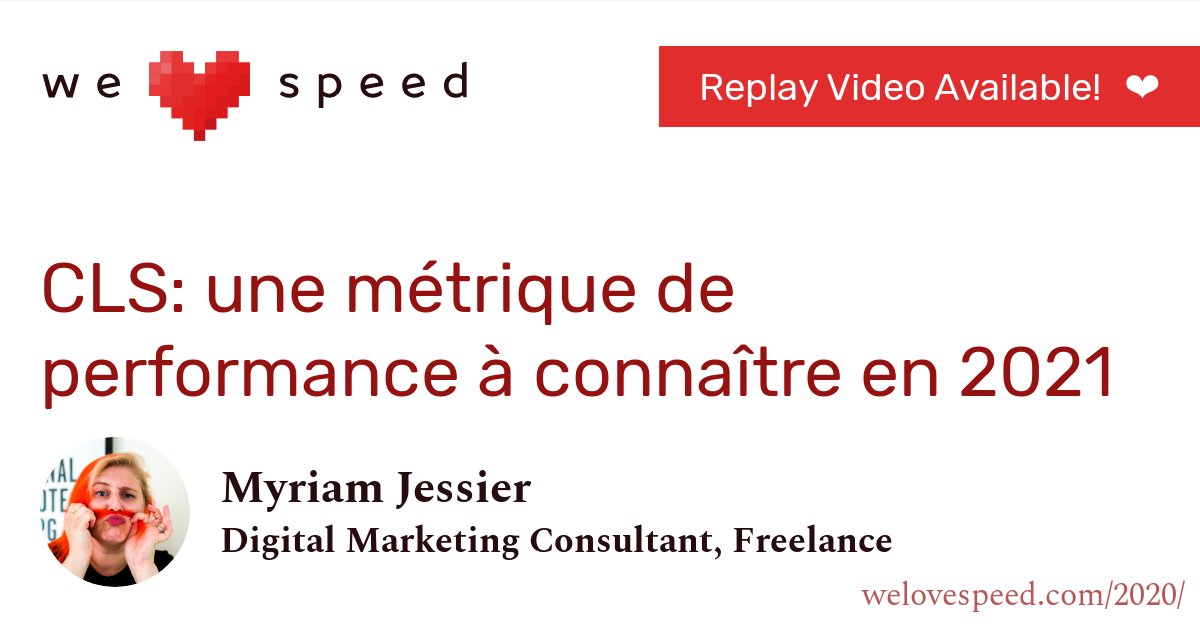 we ❤ speed
Replay Video Available! ❤
CLS: une métrique de
performance à connaître en 2021
Myriam Jessier
Digital Marketing Consultant, Freelance
welovespeed.com/2020/